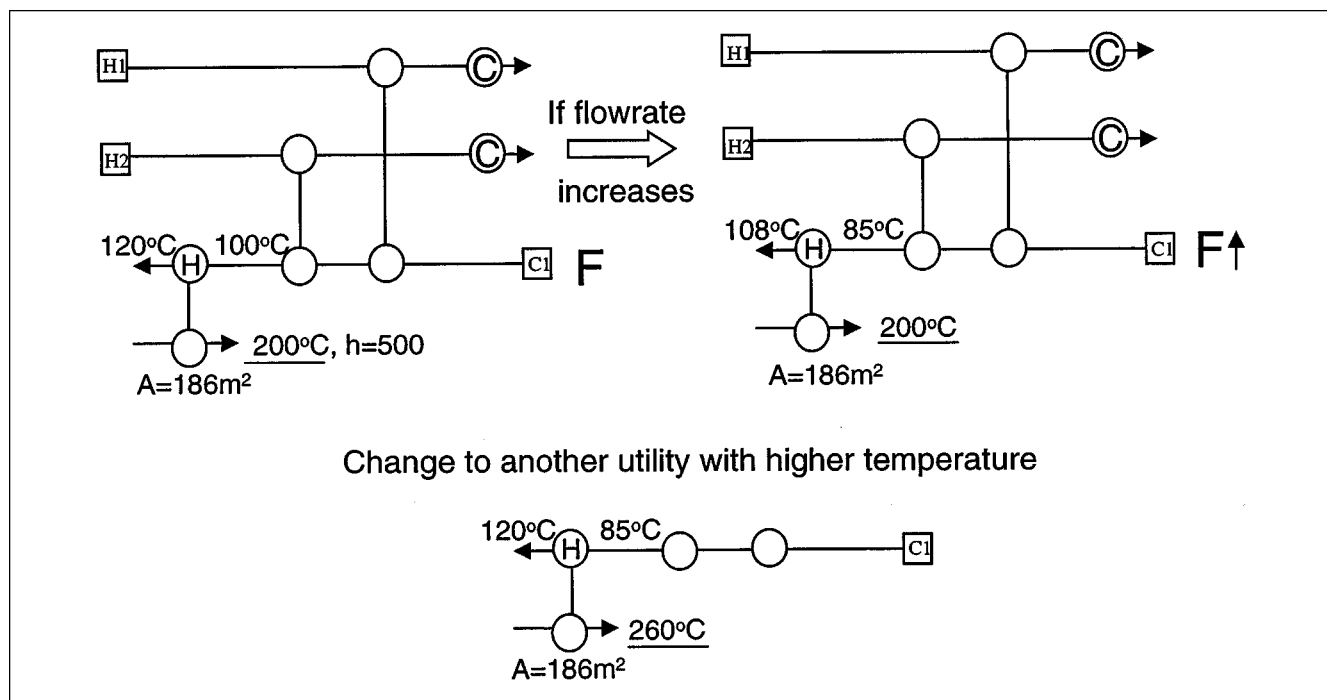 H1
C
H2
C
120°C
100°C
H
C1
F
200°C, h=500
A=186m²
If flowrate
increases
H1
C
H2
C
108°C
85°C
H
C1
F
200°C
A=186m²
Change to another utility with higher temperature
120°C
85°C
H
C1
260°C
A=186m²